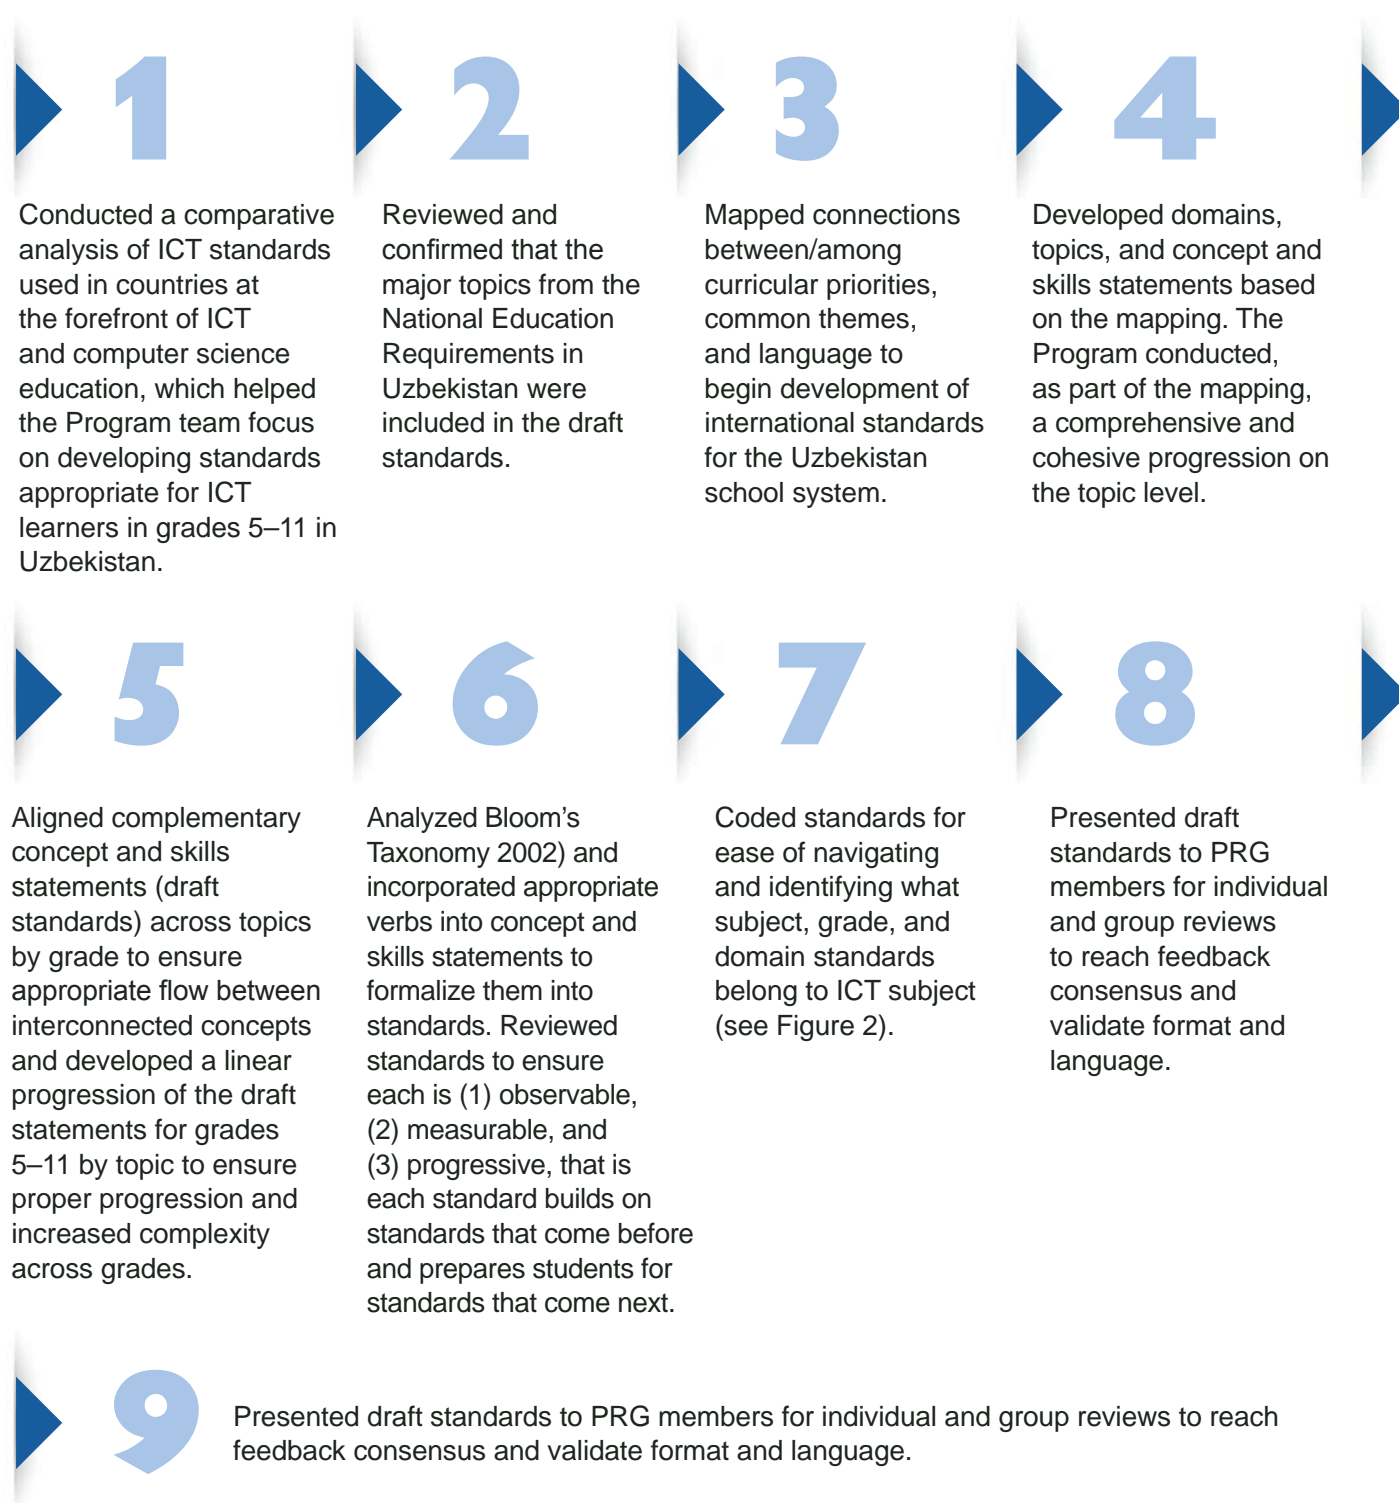 1
Conducted a comparative
analysis of ICT standards
used in countries at
the forefront of ICT
and computer science
education, which helped
the Program team focus
on developing standards
appropriate for ICT
learners in grades 5–11 in
Uzbekistan.
2
Reviewed and
confirmed that the
major topics from the
National Education
Requirements in
Uzbekistan were
included in the draft
standards.
3
Mapped connections
between/among
curricular priorities,
common themes,
and language to
begin development of
international standards
for the Uzbekistan
school system.
4
Developed domains,
topics, and concept and
skills statements based
on the mapping. The
Program conducted,
as part of the mapping,
a comprehensive and
cohesive progression on
the topic level.
5
Aligned complementary
concept and skills
statements (draft
standards) across topics
by grade to ensure
appropriate flow between
interconnected concepts
and developed a linear
progression of the draft
statements for grades
5–11 by topic to ensure
proper progression and
increased complexity
across grades.
6
Analyzed Bloom’s
Taxonomy 2002) and
incorporated appropriate
verbs into concept and
skills statements to
formalize them into
standards. Reviewed
standards to ensure
each is (1) observable,
(2) measurable, and
(3) progressive, that is
each standard builds on
standards that come before
and prepares students for
standards that come next.
7
Coded standards for
ease of navigating
and identifying what
subject, grade, and
domain standards
belong to ICT subject
(see Figure 2).
8
Presented draft
standards to PRG
members for individual
and group reviews
to reach feedback
consensus and
validate format and
language.
9
Presented draft standards to PRG members for individual and group reviews to reach
feedback consensus and validate format and language.